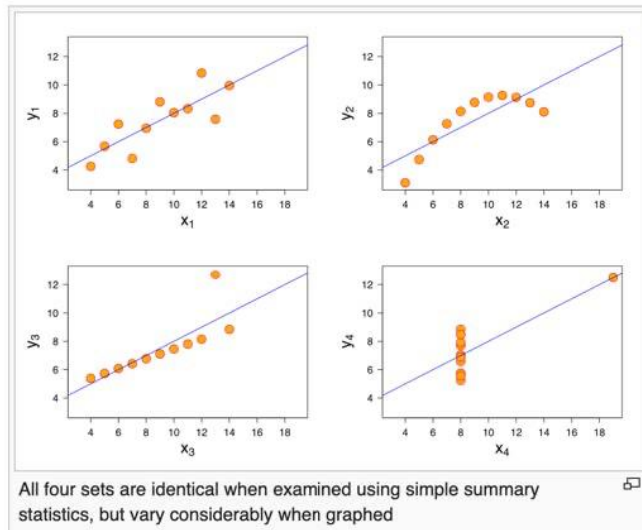 12
10
8
6
4
y1
4 6 8 10 12 14 16 18
x1
12
10
8
6
4
y2
4 6 8 10 12 14 16 18
x2
12
10
8
6
4
y3
4 6 8 10 12 14 16 18
x3
12
10
8
6
4
y4
4 6 8 10 12 14 16 18
x4
All four sets are identical when examined using simple summary
statistics, but vary considerably when graphed